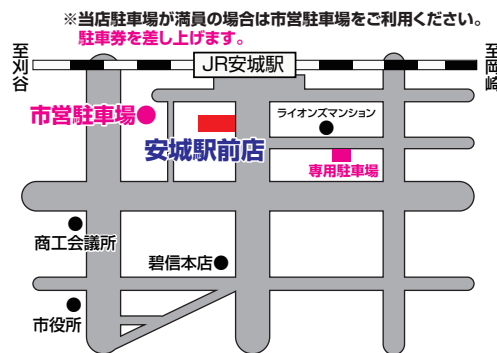 ※当店駐車場が満員の場合は市営駐車場をご利用ください。
駐車券を差し上げます。
至刈谷
JR安城駅
至岡崎
市営駐車場
ライオンズマンション
安城駅前店
専用駐車場
商工会議所
碧信本店
市役所